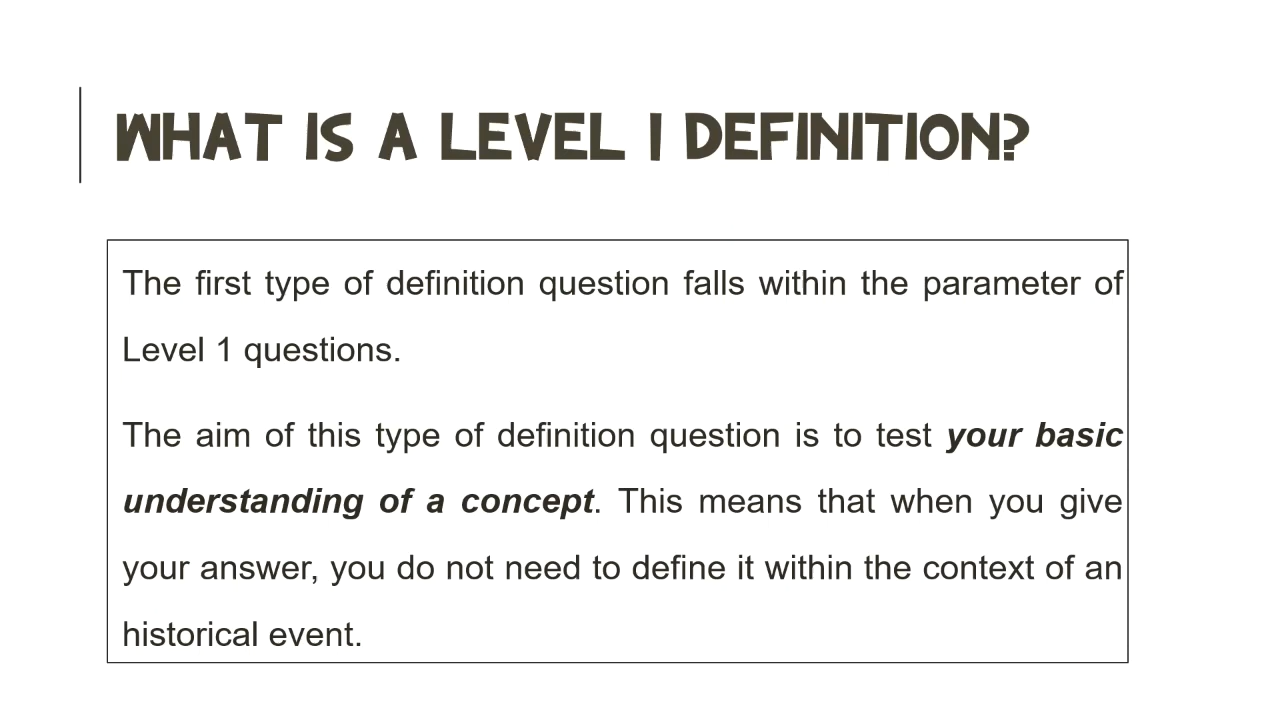 WHAT IS A LEVEL 1 DEFINITION?
The first type of definition question falls within the parameter of
Level 1 questions.
The aim of this type of definition question is to test your basic
understanding of a concept. This means that when you give
your answer, you do not need to define it within the context of an
historical event.